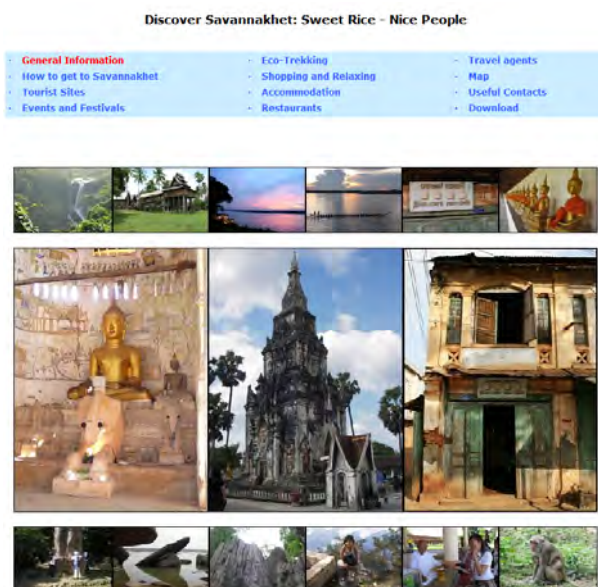 Discover Savannakhet: Sweet Rice - Nice People
General Information
How to get to Savannakhet
Tourist Sites
Events and Festivals
Eco-Trekking
Shopping and Relaxing
Accommodation
Restaurants
Travel agents
Map
Useful Contacts
Download